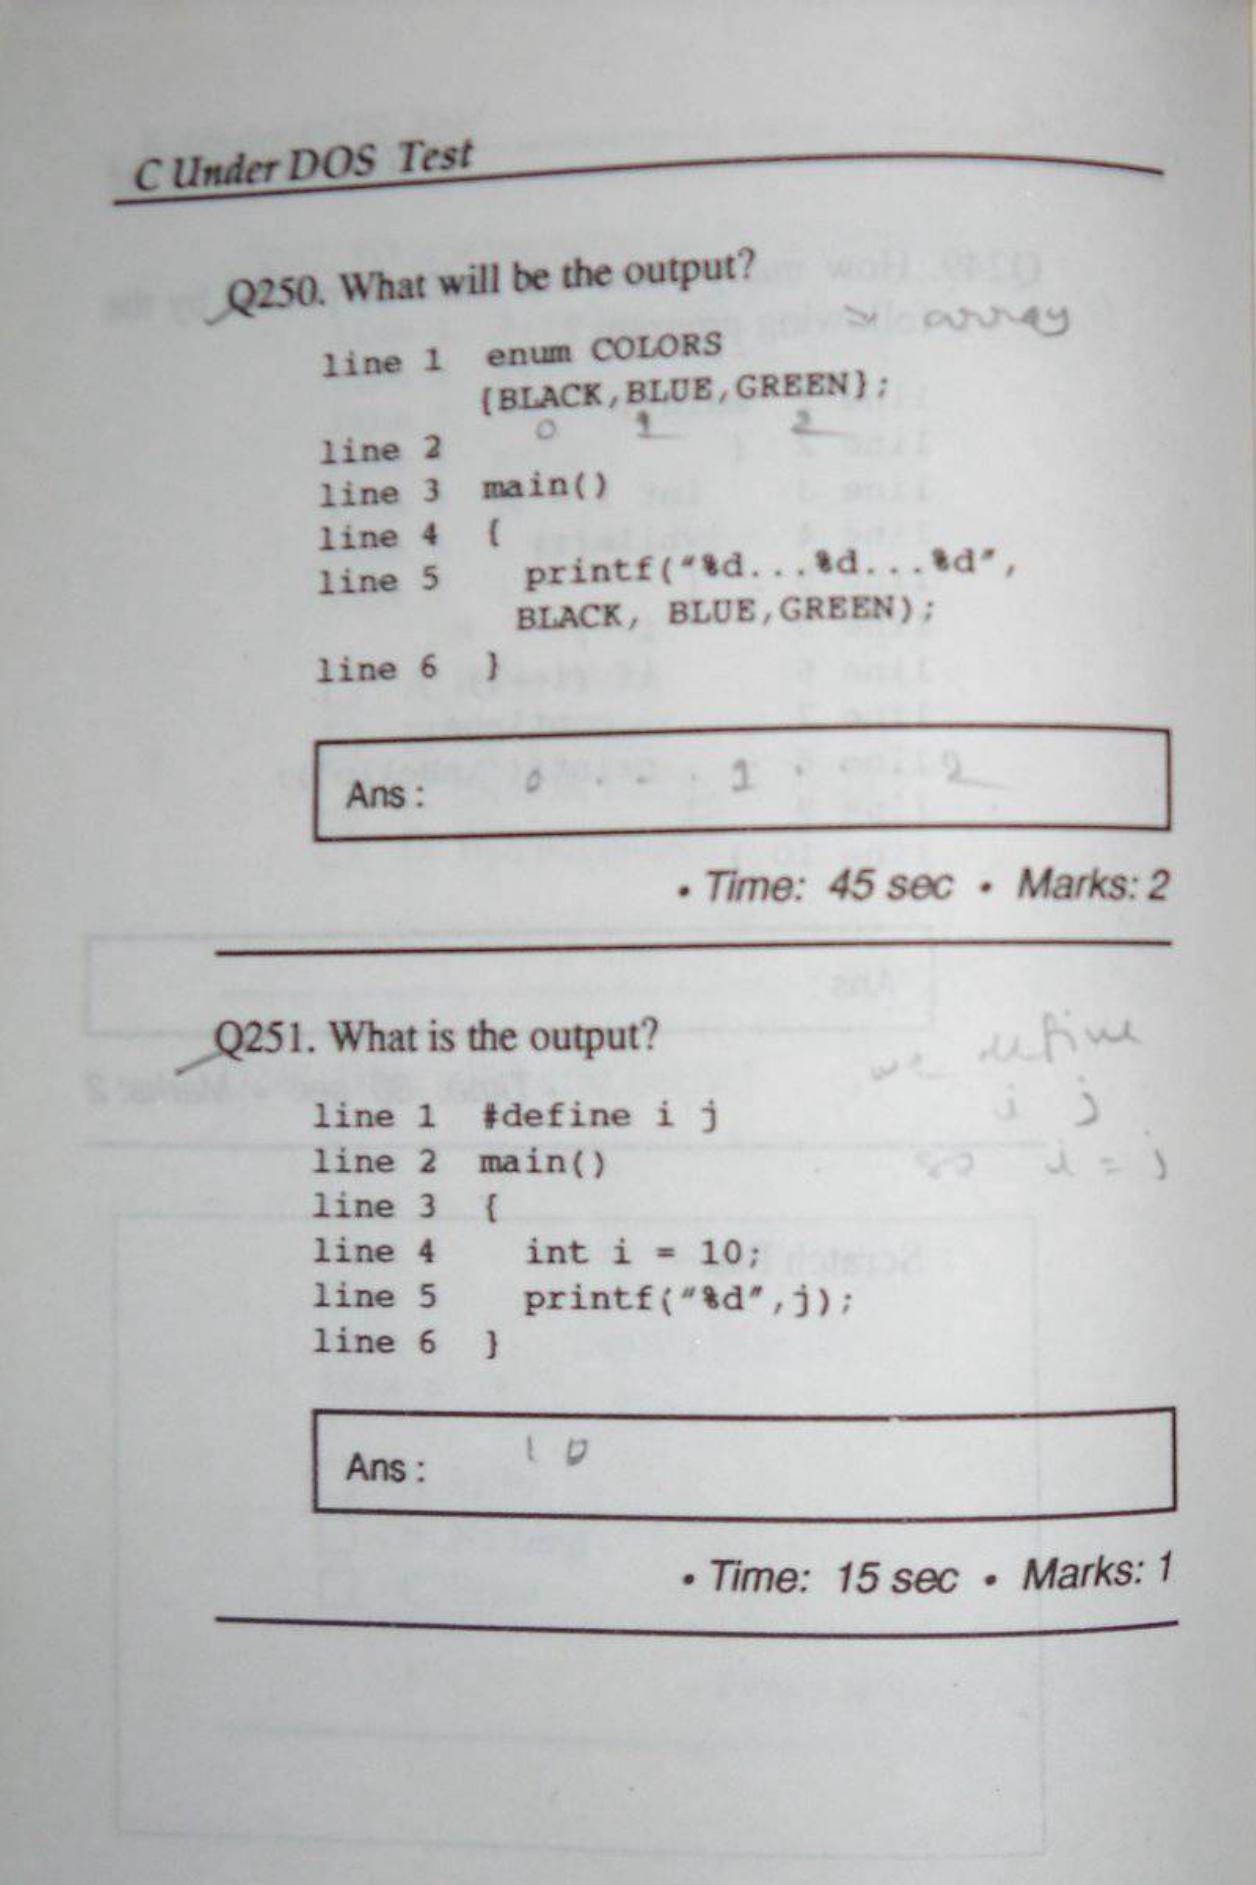 C Under DOS Test
Q250. What will be the output?
≃ array
line 1 enum COLORS
{BLACK,BLUE,GREEN};
0 1 2
line 2
line 3 main()
line 4 {
line 5 printf("%d...%d...%d",
BLACK, BLUE,GREEN);
line 6 }
Ans : 0 . . . 1 . 2
• Time: 45 sec • Marks: 2
Q251. What is the output?
we define
i j
so i = j
line 1 #define i j
line 2 main()
line 3 {
line 4 int i = 10;
line 5 printf("%d",j);
line 6 }
Ans : 10
• Time: 15 sec • Marks: 1